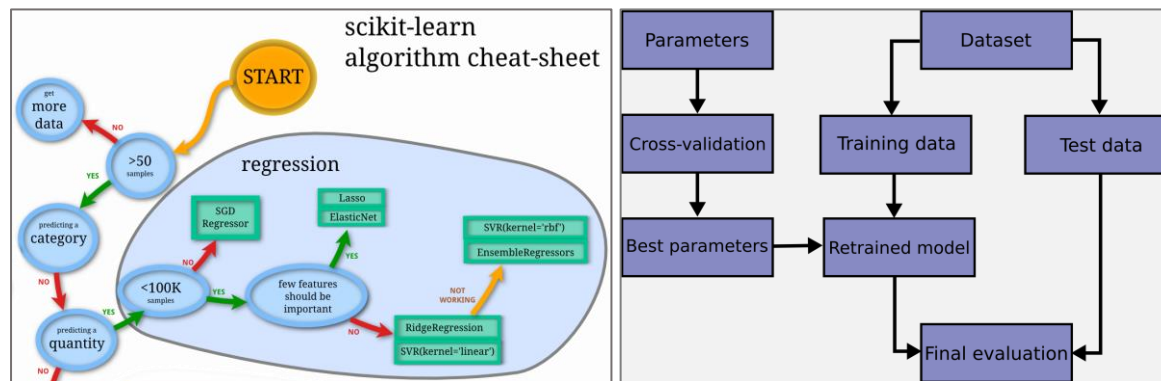 scikit-learn
algorithm cheat-sheet
START
get
more
data
NO
>50
samples
YES
predicting a
category
NO
predicting a
quantity
YES
NO
regression
<100K
samples
NO
SGD
Regressor
YES
few features
should be
important
YES
Lasso
ElasticNet
NO
RidgeRegression
SVR(kernel='linear')
NOT
WORKING
SVR(kernel='rbf')
EnsembleRegressors
Parameters
Dataset
Cross-validation
Training data
Test data
Best parameters
Retrained model
Final evaluation